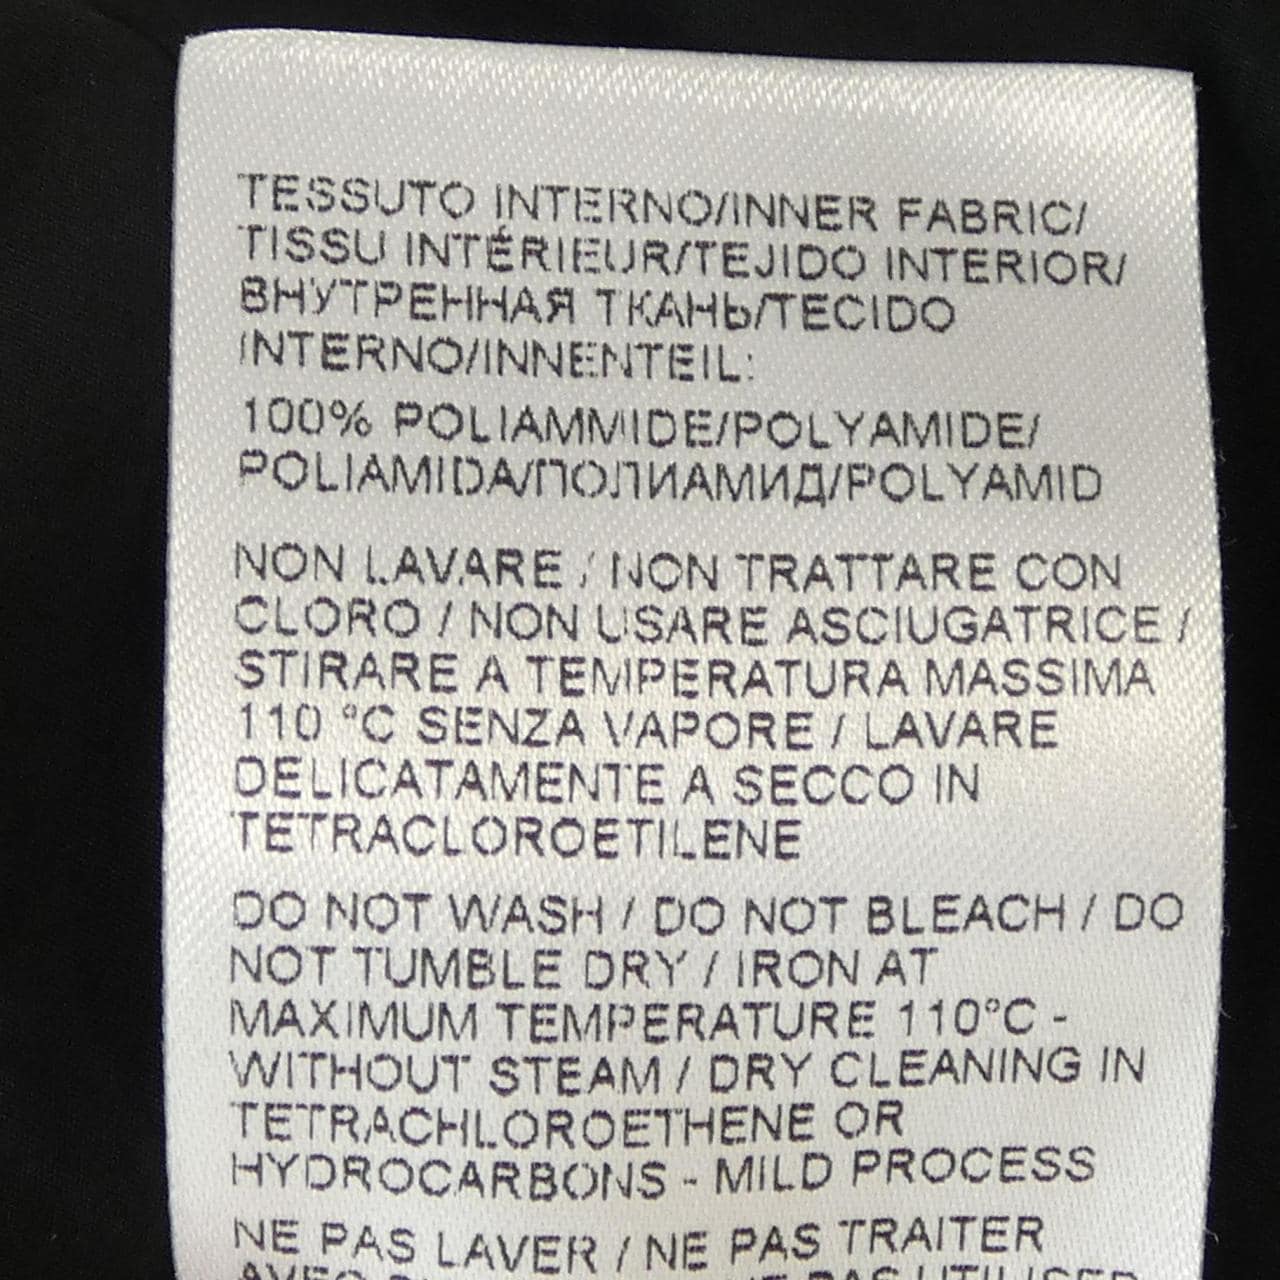 TESSUTO INTERNO/INNER FABRIC/
TISSU INTÉRIEUR/TEJIDO INTERIOR/
ВНУТРЕННАЯ ТКАНЬ/TECIDO
INTERNO/INNENTEIL:
100% POLIAMMIDE/POLYAMIDE/
POLIAMIDA/ПОЛИАМИД/POLYAMID
NON LAVARE / NON TRATTARE CON
CLORO / NON USARE ASCIUGATRICE /
STIRARE A TEMPERATURA MASSIMA
110 °C SENZA VAPORE / LAVARE
DELICATAMENTE A SECCO IN
TETRACLOROETILENE
DO NOT WASH / DO NOT BLEACH / DO
NOT TUMBLE DRY / IRON AT
MAXIMUM TEMPERATURE 110°C -
WITHOUT STEAM / DRY CLEANING IN
TETRACHLOROETHENE OR
HYDROCARBONS - MILD PROCESS
NE PAS LAVER / NE PAS TRAITER